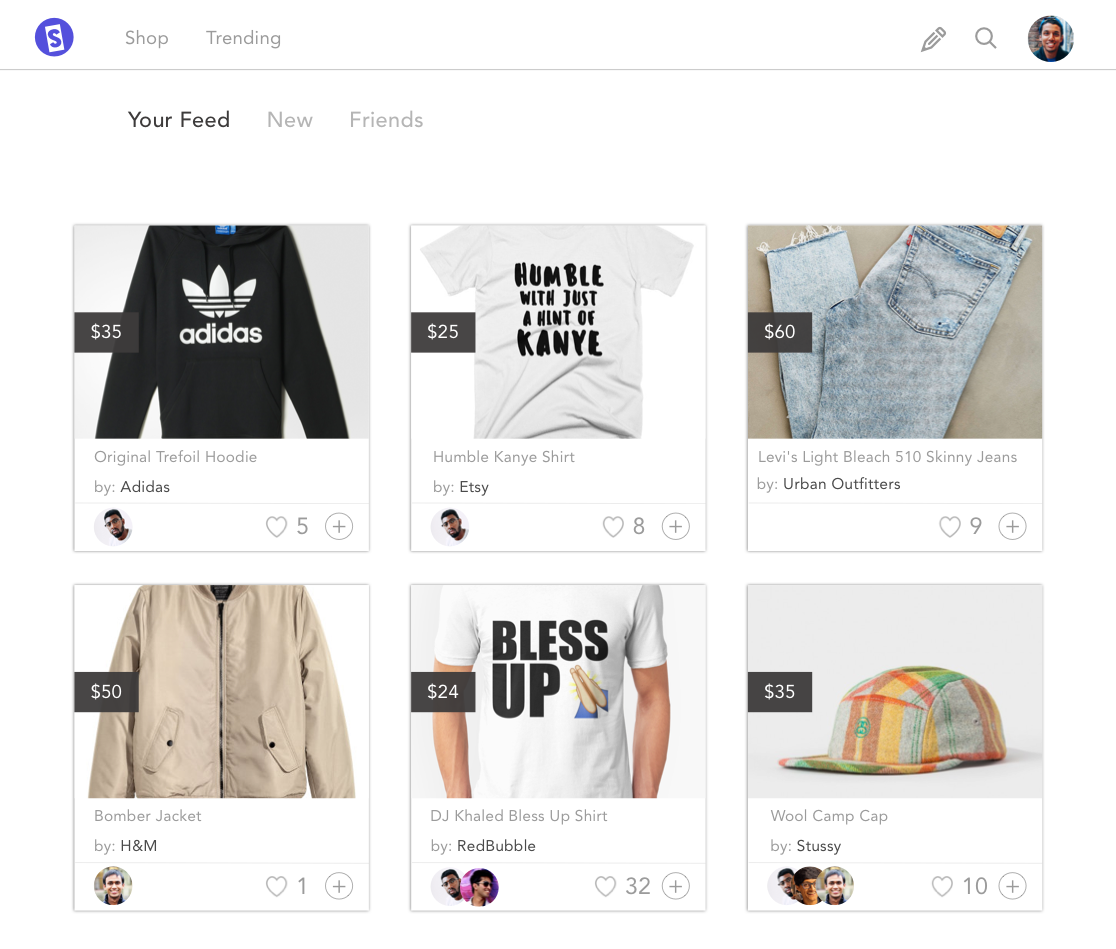 S
Shop Trending
Your Feed New Friends
adidas
$35
Original Trefoil Hoodie
by: Adidas
5
HUMBLE
WITH JUST
A HINT OF
KANYE
$25
Humble Kanye Shirt
by: Etsy
8
$60
Levi's Light Bleach 510 Skinny Jeans
by: Urban Outfitters
9
$50
Bomber Jacket
by: H&M
1
BLESS
UP
$24
DJ Khaled Bless Up Shirt
by: RedBubble
32
$35
Wool Camp Cap
by: Stussy
10